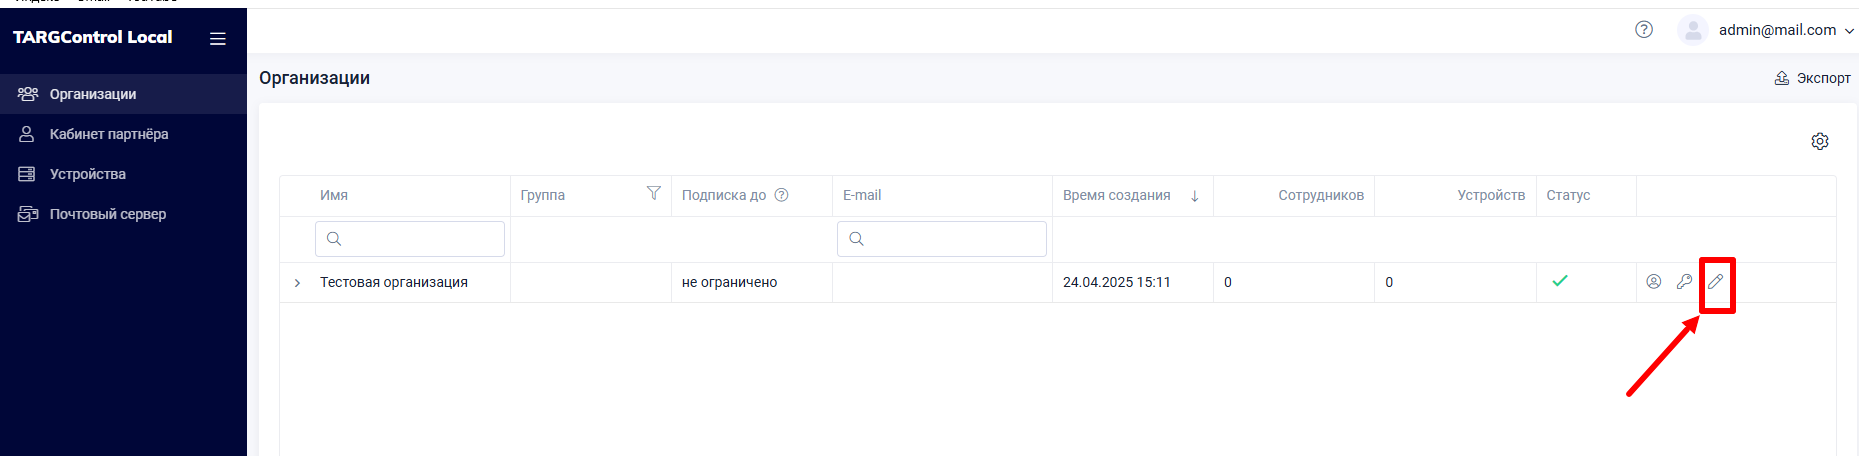 TARGControl Local
admin@mail.com
Организации
Экспорт
Организации
Кабинет партнёра
Устройства
Почтовый сервер
Имя Группа Подписка до E-mail Время создания Сотрудников Устройств Статус
Тестовая организация не ограничено 24.04.2025 15:11 0 0